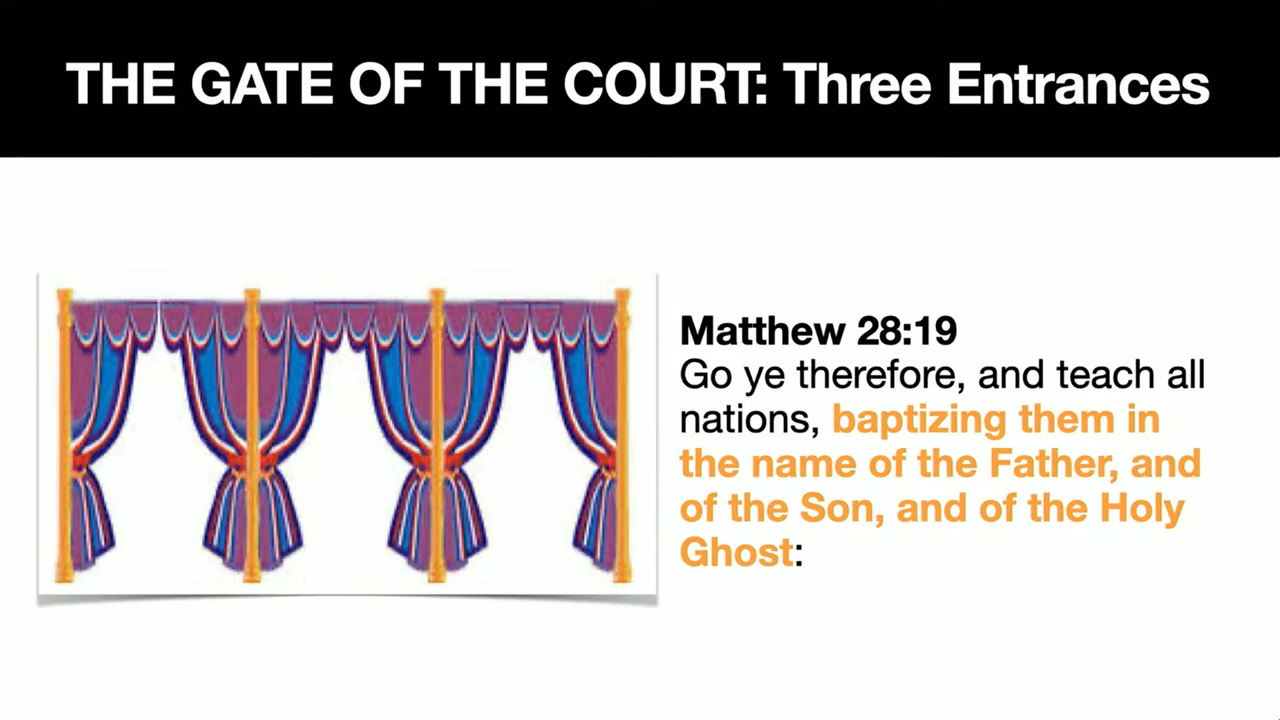 THE GATE OF THE COURT: Three Entrances
Matthew 28:19
Go ye therefore, and teach all
nations, baptizing them in
the name of the Father, and
of the Son, and of the Holy
Ghost: